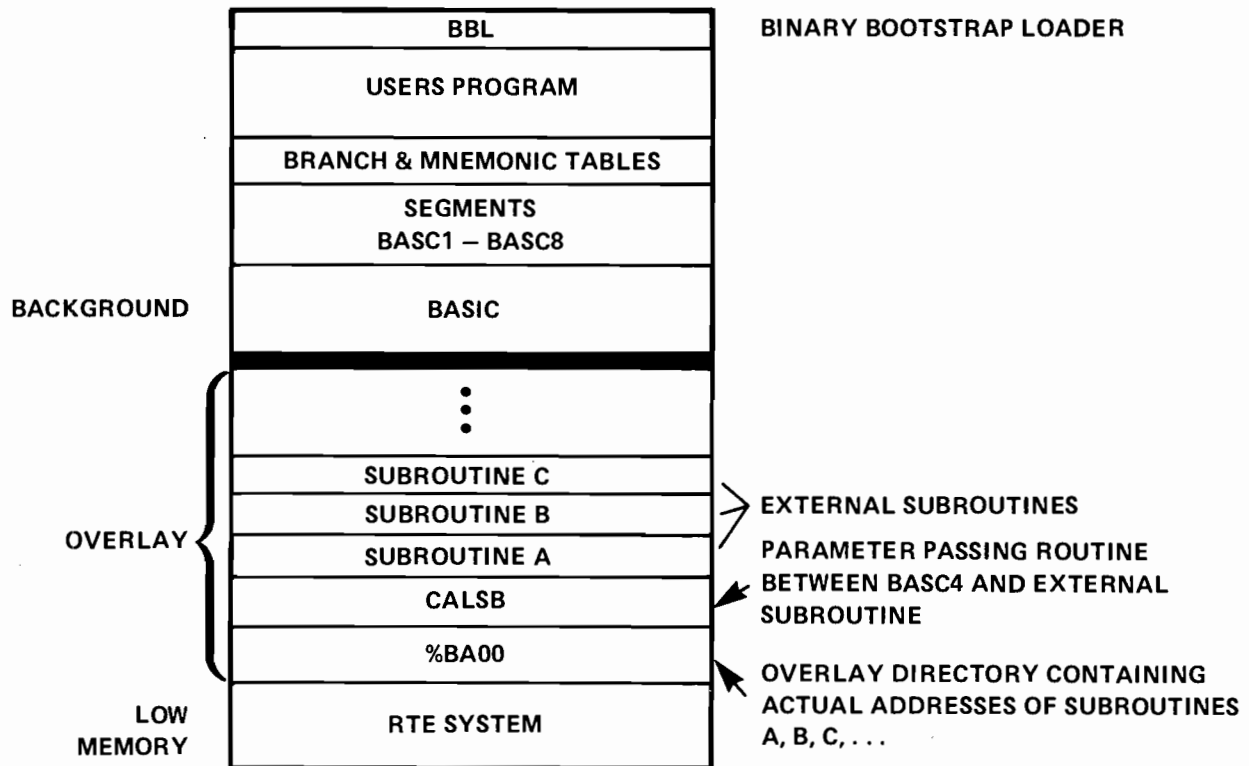 BBL
BINARY BOOTSTRAP LOADER
USERS PROGRAM
BRANCH & MNEMONIC TABLES
SEGMENTS
BASC1 – BASC8
BACKGROUND
BASIC
SUBROUTINE C
SUBROUTINE B
SUBROUTINE A
OVERLAY
EXTERNAL SUBROUTINES
CALSB
PARAMETER PASSING ROUTINE
BETWEEN BASC4 AND EXTERNAL
SUBROUTINE
%BA00
OVERLAY DIRECTORY CONTAINING
ACTUAL ADDRESSES OF SUBROUTINES
A, B, C, . . .
LOW
MEMORY
RTE SYSTEM